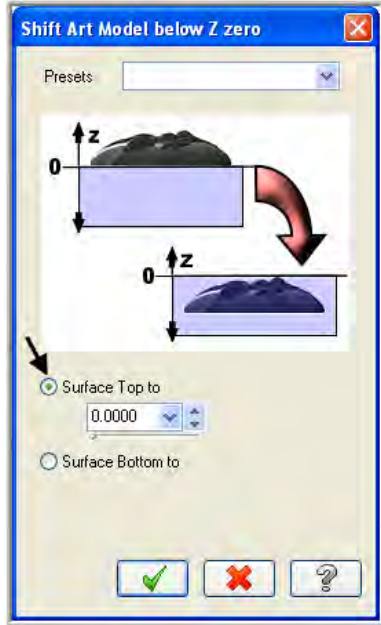 Shift Art Model below Z zero
Presets
z
0
z
0
Surface Top to
0.0000
Surface Bottom to
?